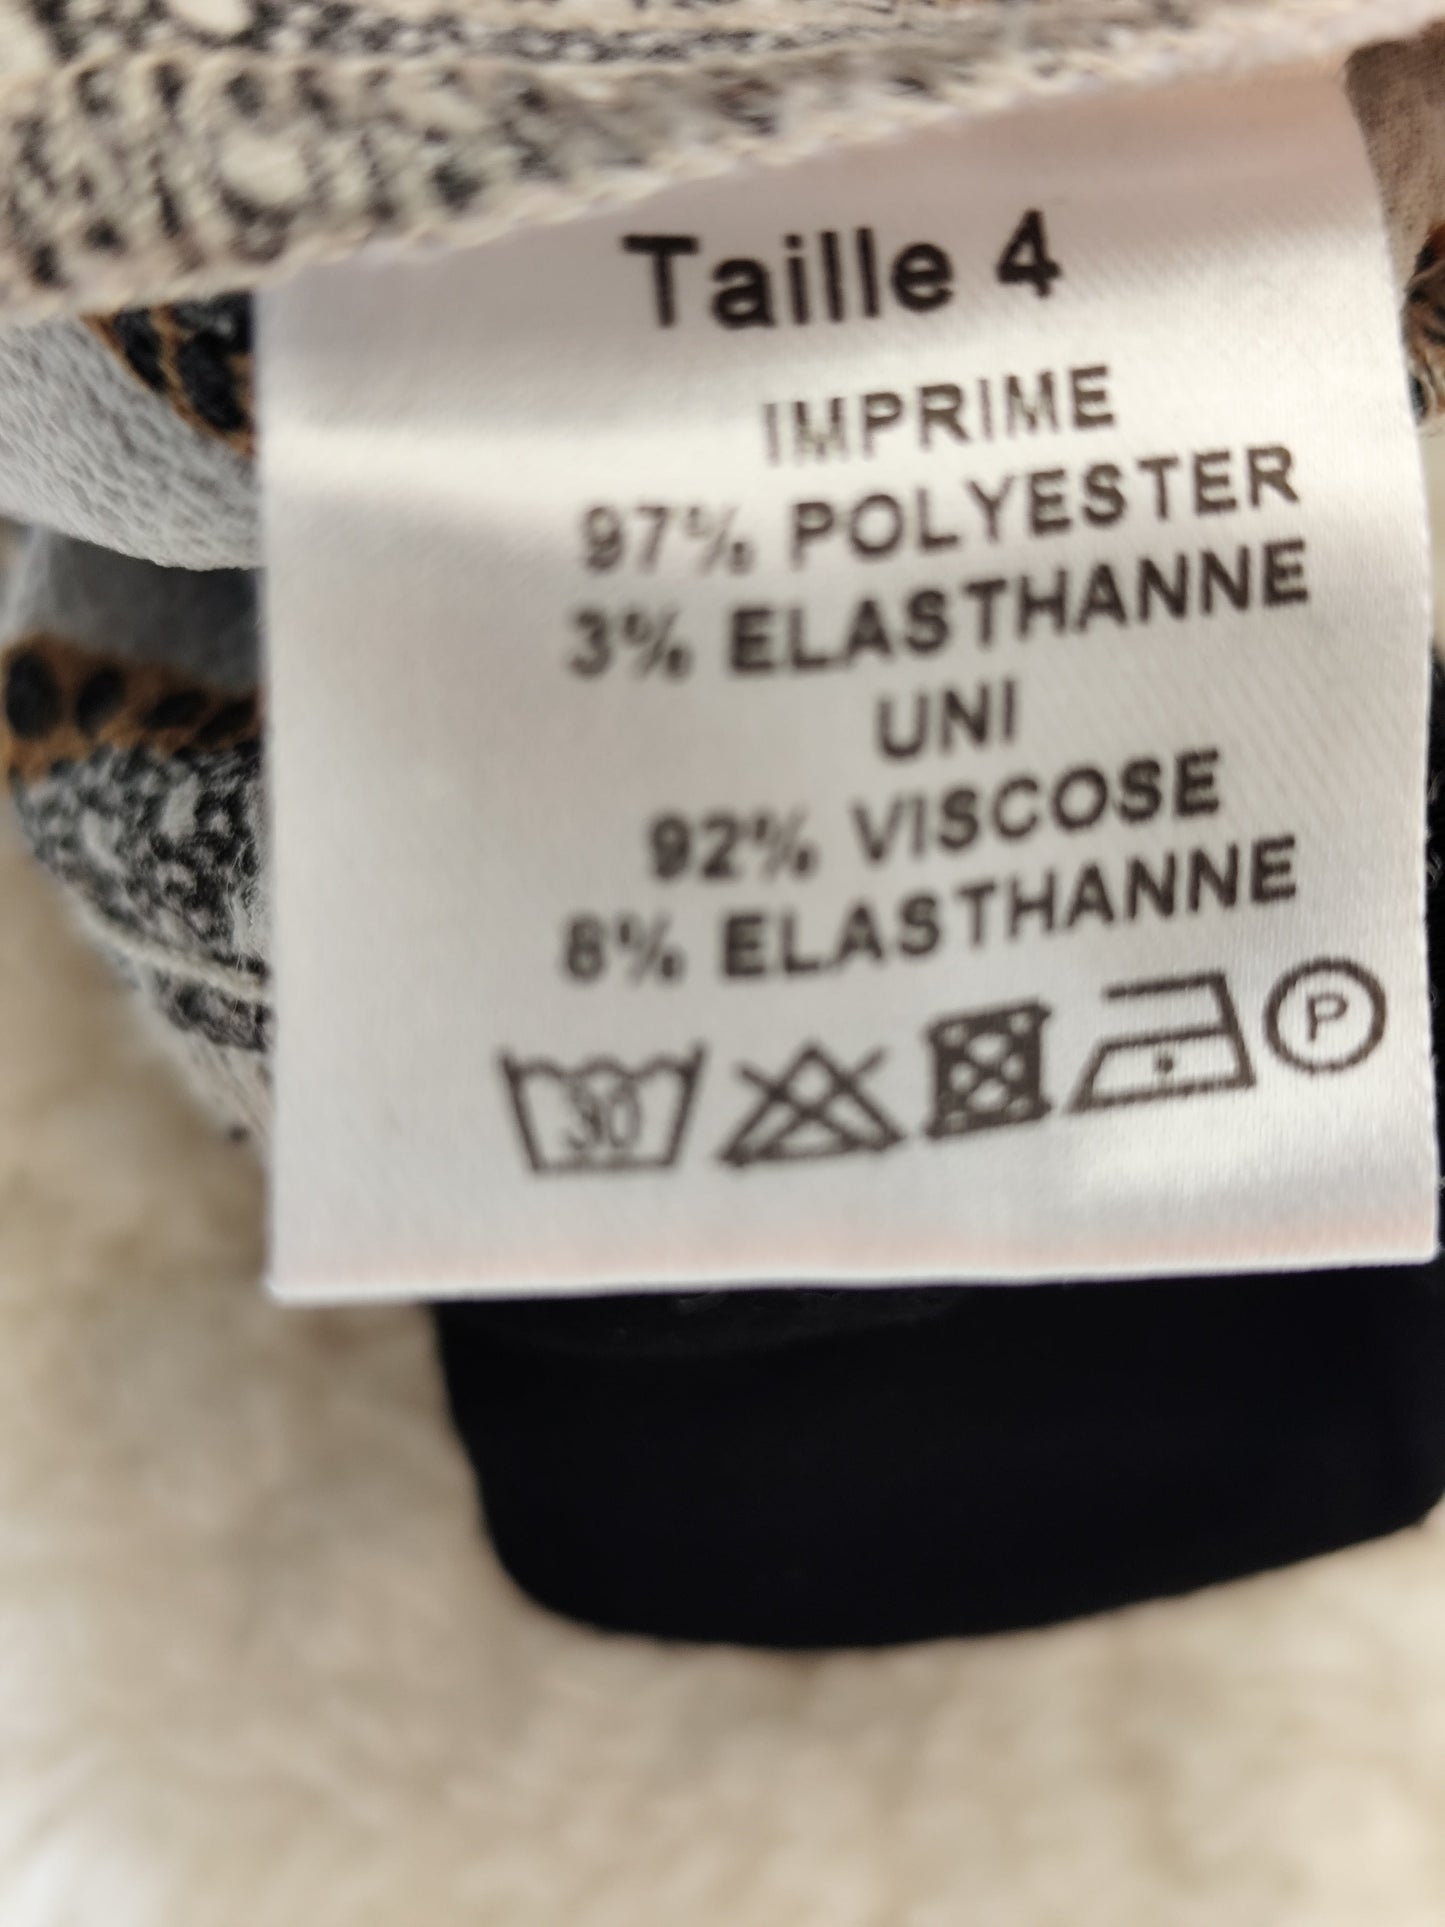 Taille 4
IMPRIME
97% POLYESTER
3% ELASTHANNE
UNI
92% VISCOSE
8% ELASTHANNE
30 P